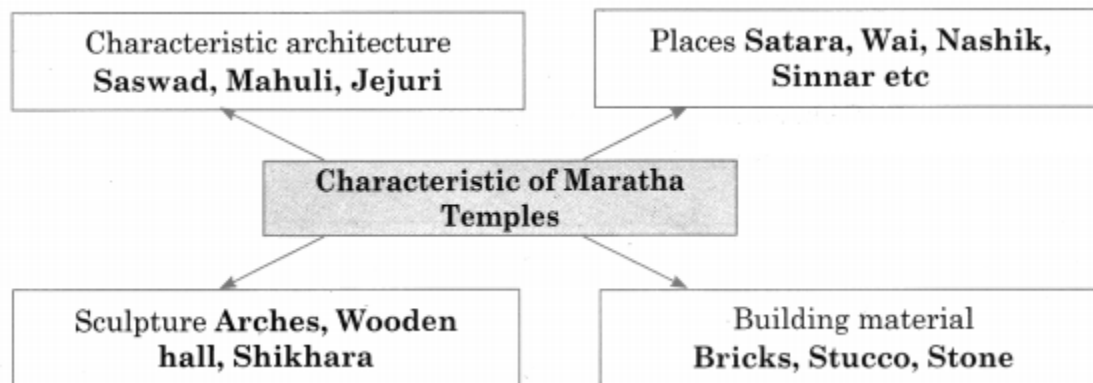 Characteristic architecture
Saswad, Mahuli, Jejuri
Places Satara, Wai, Nashik,
Sinnar etc
Characteristic of Maratha
Temples
Sculpture Arches, Wooden
hall, Shikhara
Building material
Bricks, Stucco, Stone